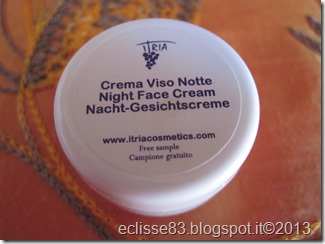 ITRIA
Crema Viso Notte
Night Face Cream
Nacht-Gesichtscreme
www.itriacosmetics.com
Free sample
Campione gratuito
eclisse83.blogspot.it©2013